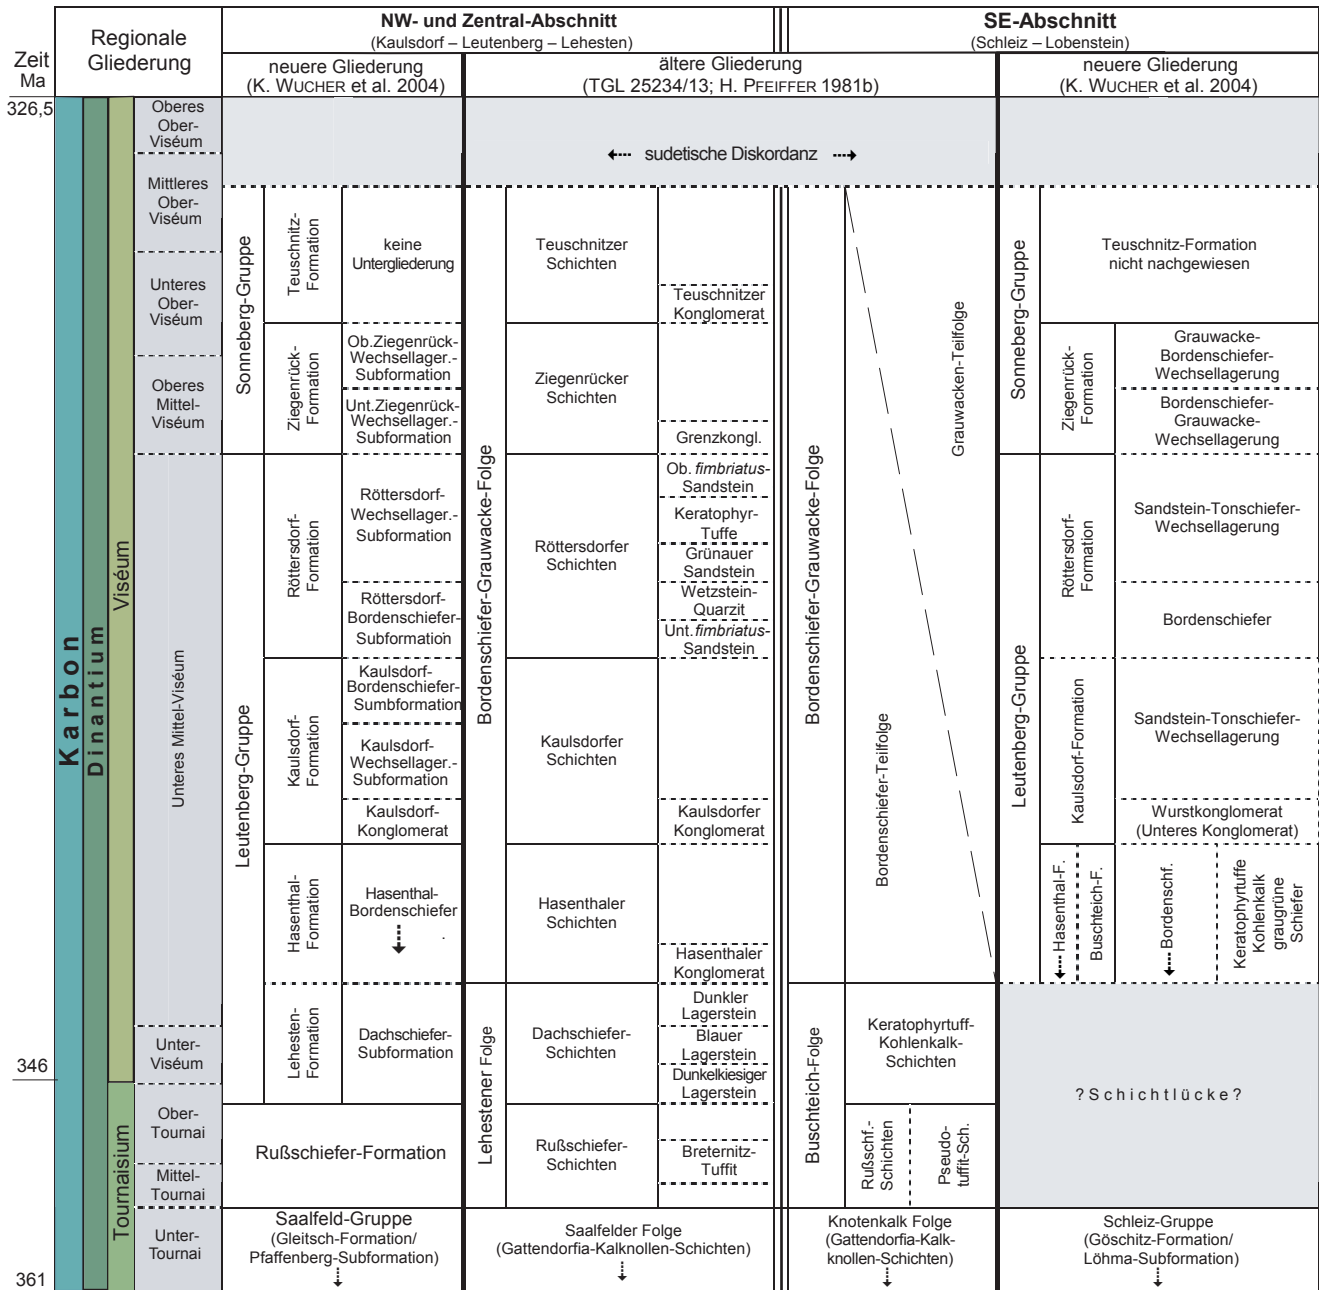 NW- und Zentral-Abschnitt
(Kaulsdorf – Leutenberg – Lehesten)
SE-Abschnitt
(Schleiz – Lobenstein)
Zeit
Ma
Regionale
Gliederung
neuere Gliederung
(K. WUCHER et al. 2004)
ältere Gliederung
(TGL 25234/13; H. PFEIFFER 1981b)
neuere Gliederung
(K. WUCHER et al. 2004)
326,5
346
361
Karbon
Dinantium
Viséum
Tournaisium
Oberes
Ober-
Viséum
Mittleres
Ober-
Viséum
Unteres
Ober-
Viséum
Oberes
Mittel-
Viséum
Unteres Mittel-Viséum
Unter-
Viséum
Ober-
Tournai
Mittel-
Tournai
Unter-
Tournai
sudetische Diskordanz
Sonneberg-Gruppe
Leutenberg-Gruppe
Teuschnitz-
Formation
keine
Untergliederung
Ziegenrück-
Formation
Ob.Ziegenrück-
Wechsellager.-
Subformation
Unt.Ziegenrück-
Wechsellager.-
Subformation
Röttersdorf-
Formation
Röttersdorf-
Wechsellager.-
Subformation
Röttersdorf-
Bordenschiefer-
Subformation
Kaulsdorf-
Formation
Kaulsdorf-
Bordenschiefer-
Sumbformation
Kaulsdorf-
Wechsellager.-
Subformation
Kaulsdorf-
Konglomerat
Hasenthal-
Formation
Hasenthal-
Bordenschiefer
Lehesten-
Formation
Dachschiefer-
Subformation
Rußschiefer-Formation
Saalfeld-Gruppe
(Gleitsch-Formation/
Pfaffenberg-Subformation)
Bordenschiefer-Grauwacke-Folge
Lehestener Folge
Teuschnitzer
Schichten
Teuschnitzer
Konglomerat
Ziegenrücker
Schichten
Grenzkongl.
Röttersdorfer
Schichten
Ob. fimbriatus-
Sandstein
Keratophyr-
Tuffe
Grünauer
Sandstein
Wetzstein-
Quarzit
Unt. fimbriatus-
Sandstein
Kaulsdorfer
Schichten
Kaulsdorfer
Konglomerat
Hasenthaler
Schichten
Hasenthaler
Konglomerat
Dachschiefer-
Schichten
Dunkler
Lagerstein
Blauer
Lagerstein
Dunkelkiesiger
Lagerstein
Rußschiefer-
Schichten
Breternitz-
Tuffit
Saalfelder Folge
(Gattendorfia-Kalknollen-Schichten)
Bordenschiefer-Grauwacke-Folge
Grauwacken-Teilfolge
Bordenschiefer-Teilfolge
Buschteich-Folge
Keratophyrtuff-
Kohlenkalk-
Schichten
Rußschf.-
Schichten
Pseudo-
tuffit-Sch.
Knotenkalk Folge
(Gattendorfia-Kalk-
knollen-Schichten)
Sonneberg-Gruppe
Leutenberg-Gruppe
Teuschnitz-Formation
nicht nachgewiesen
Ziegenrück-
Formation
Grauwacke-
Bordenschiefer-
Wechsellagerung
Bordenschiefer-
Grauwacke-
Wechsellagerung
Röttersdorf-
Formation
Sandstein-Tonschiefer-
Wechsellagerung
Bordenschiefer
Kaulsdorf-Formation
Sandstein-Tonschiefer-
Wechsellagerung
Wurstkonglomerat
(Unteres Konglomerat)
Hasenthal-F.
Buschteich-F.
Bordenschf.
Keratophyrtuffe
Kohlenkalk
graugrüne
Schiefer
?Schichtlücke?
Schleiz-Gruppe
(Göschitz-Formation/
Löhma-Subformation)